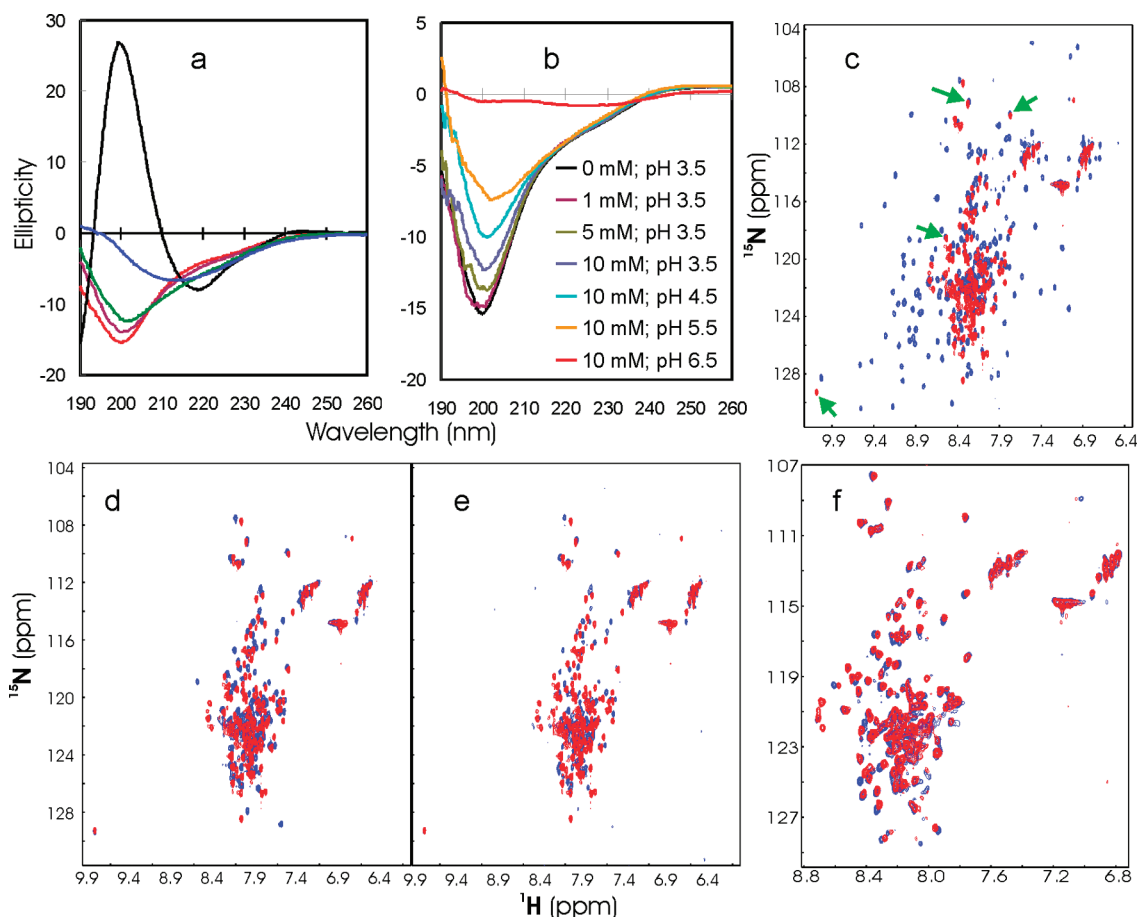 a
30
20
10
0
-10
-20
190 200 210 220 230 240 250 260
Ellipticity
b
5
0
-5
-10
-15
-20
0 mM; pH 3.5
1 mM; pH 3.5
5 mM; pH 3.5
10 mM; pH 3.5
10 mM; pH 4.5
10 mM; pH 5.5
10 mM; pH 6.5
190 200 210 220 230 240 250 260
Wavelength (nm)
c
104
108
112
116
120
124
128
¹⁵N (ppm)
9.9 9.4 8.9 8.4 7.9 7.4 6.9 6.4
d
104
108
112
116
120
124
128
¹⁵N (ppm)
9.9 9.4 8.9 8.4 7.9 7.4 6.9 6.4
e
9.9 9.4 8.9 8.4 7.9 7.4 6.9 6.4
¹H (ppm)
f
107
111
115
119
123
127
8.8 8.4 8.0 7.6 7.2 6.8